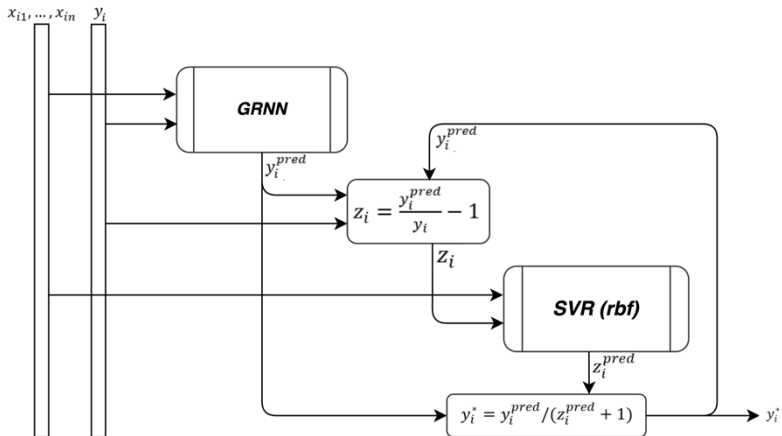 x_{i1}, ..., x_{in} y_i
GRNN
y_i^{pred}
y_i^{pred}
z_i = \frac{y_i^{pred}}{y_i} - 1
z_i
SVR (rbf)
z_i^{pred}
y_i^* = y_i^{pred}/(z_i^{pred} + 1)
y_i^*